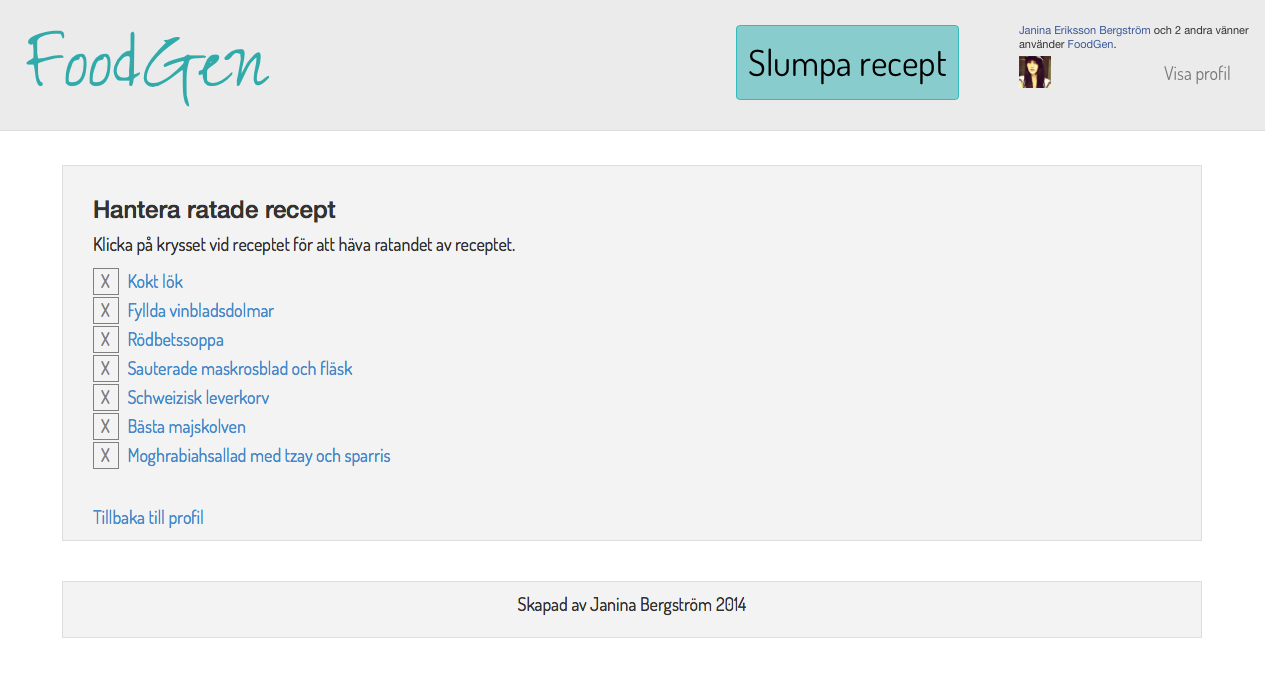 FoodGen
Slumpa recept
Janina Eriksson Bergström och 2 andra vänner
använder FoodGen.
Visa profil
Hantera ratade recept
Klicka på krysset vid receptet för att häva ratandet av receptet.
X Kokt lök
X Fyllda vinbladsdolmar
X Rödbetssoppa
X Sauterade maskrosblad och fläsk
X Schweizisk leverkorv
X Bästa majskolven
X Moghrabiahsallad med tzay och sparris
Tillbaka till profil
Skapad av Janina Bergström 2014